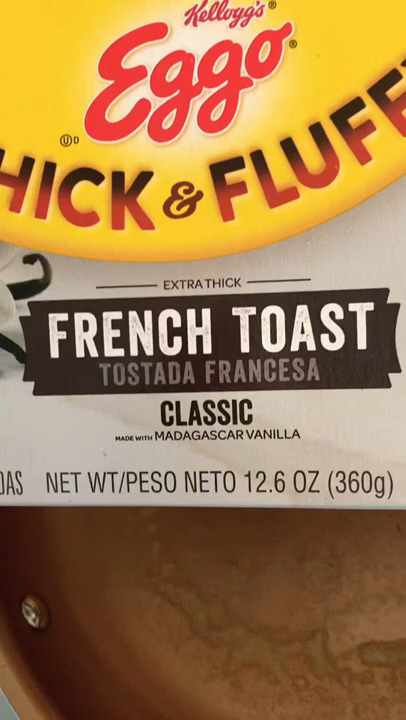 Kellogg's®
Eggo®
ⓊD
HICK & FLUFF
EXTRA THICK
FRENCH TOAST
TOSTADA FRANCESA
CLASSIC
MADE WITH MADAGASCAR VANILLA
DAS NET WT/PESO NETO 12.6 OZ (360g)